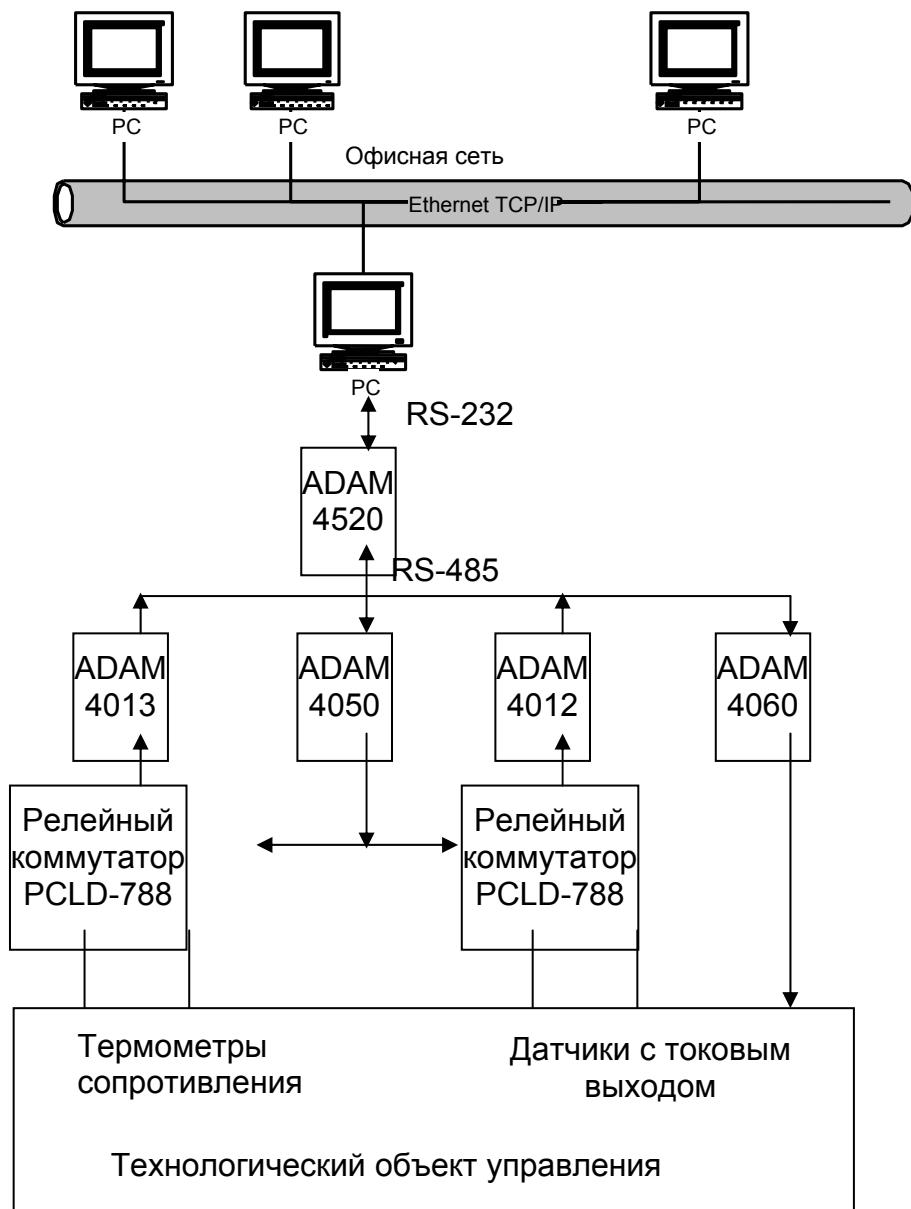 PC
PC
PC
Офисная сеть
Ethernet TCP/IP
PC
RS-232
ADAM
4520
RS-485
ADAM
4013
ADAM
4050
ADAM
4012
ADAM
4060
Релейный
коммутатор
PCLD-788
Релейный
коммутатор
PCLD-788
Термометры
сопротивления
Датчики с токовым
выходом
Технологический объект управления